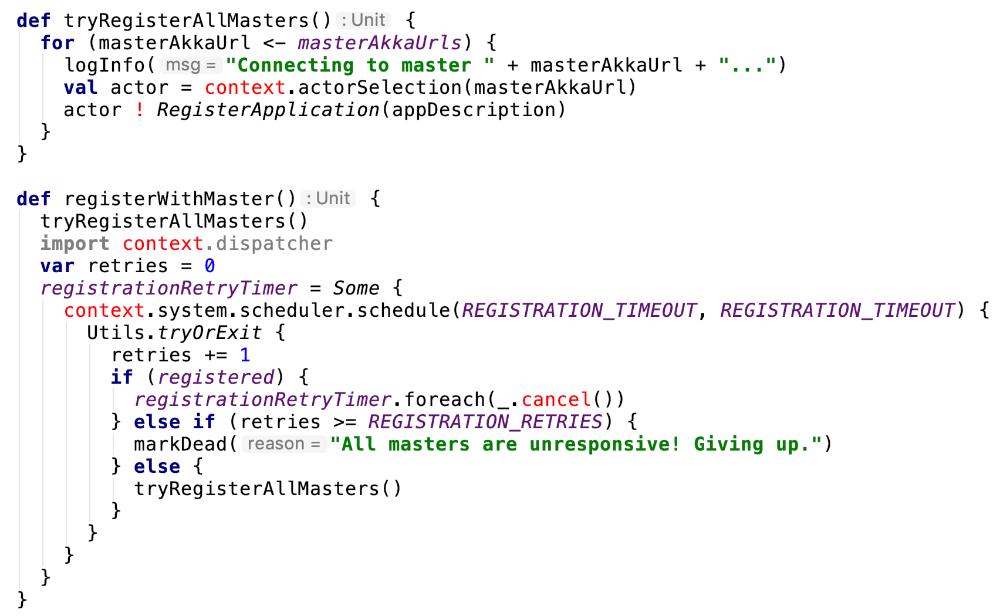 def tryRegisterAllMasters() : Unit {
  for (masterAkkaUrl <- masterAkkaUrls) {
    logInfo( msg = "Connecting to master " + masterAkkaUrl + "...")
    val actor = context.actorSelection(masterAkkaUrl)
    actor ! RegisterApplication(appDescription)
  }
}
def registerWithMaster() : Unit {
  tryRegisterAllMasters()
  import context.dispatcher
  var retries = 0
  registrationRetryTimer = Some {
    context.system.scheduler.schedule(REGISTRATION_TIMEOUT, REGISTRATION_TIMEOUT) {
      Utils.tryOrExit {
        retries += 1
        if (registered) {
          registrationRetryTimer.foreach(_.cancel())
        } else if (retries >= REGISTRATION_RETRIES) {
          markDead( reason = "All masters are unresponsive! Giving up.")
        } else {
          tryRegisterAllMasters()
        }
      }
    }
  }
}